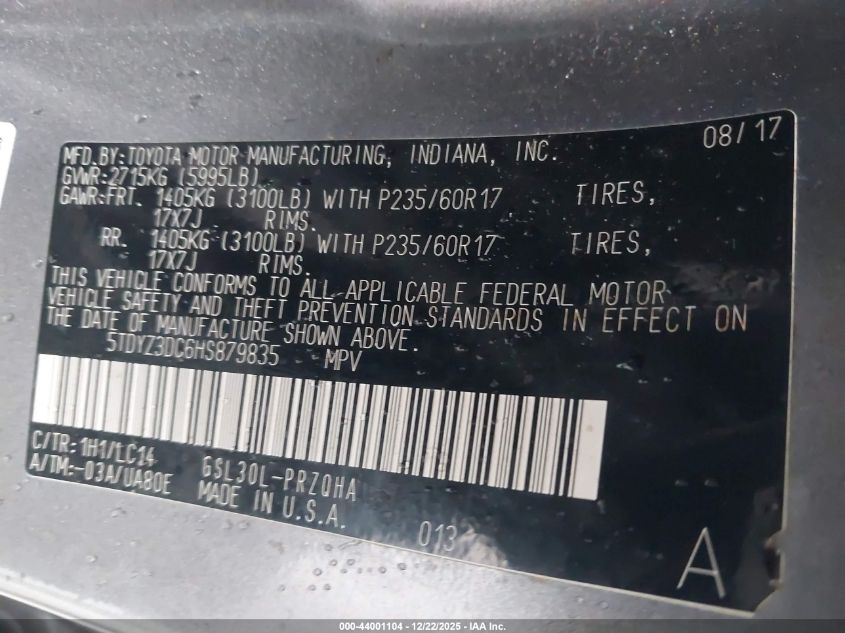 08/17
MFD.BY:TOYOTA MOTOR MANUFACTURING, INDIANA, INC.
GVWR:2715KG (5995LB)
GAWR:FRT. 1405KG (3100LB) WITH P235/60R17 TIRES,
17X7J RIMS.
RR. 1405KG (3100LB) WITH P235/60R17 TIRES,
17X7J RIMS.
THIS VEHICLE CONFORMS TO ALL APPLICABLE FEDERAL MOTOR
VEHICLE SAFETY AND THEFT PREVENTION STANDARDS IN EFFECT ON
THE DATE OF MANUFACTURE SHOWN ABOVE.
5TDYZ3DC6HS879835 MPV
C/TR:1H1/LC14 GSL30L-PRZQHA
A/TM:-03A/UA80E MADE IN U.S.A.
013
A
000-44001104 - 12/22/2025 - IAA Inc.